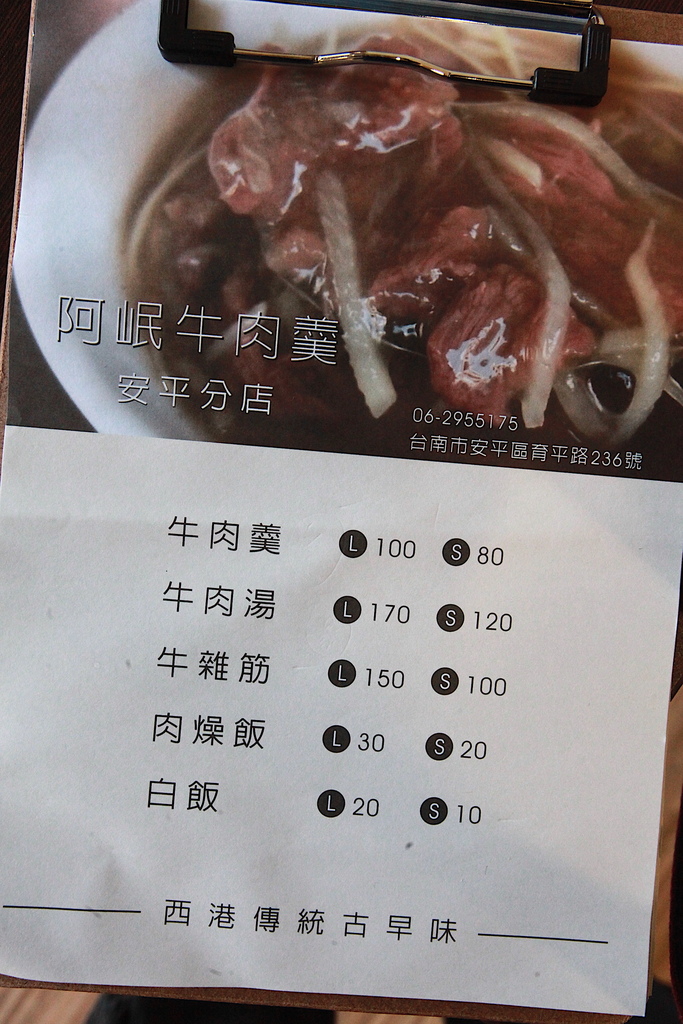 阿岷牛肉羹
安平分店
06-2955175
台南市安平區育平路236號
牛肉羹 L 100 S 80
牛肉湯 L 170 S 120
牛雜筋 L 150 S 100
肉燥飯 L 30 S 20
白飯 L 20 S 10
西港傳統古早味